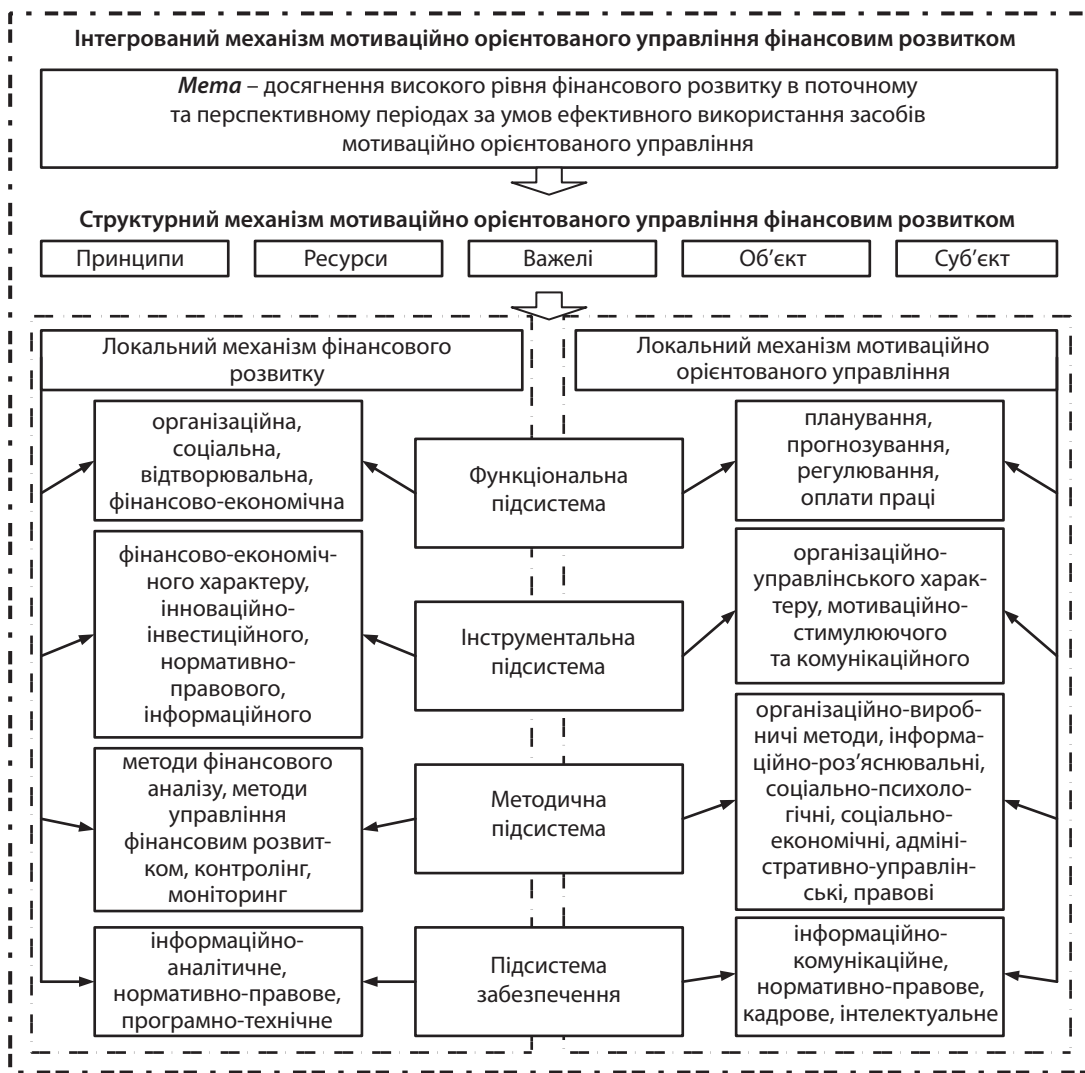 Інтегрований механізм мотиваційно орієнтованого управління фінансовим розвитком
Мета – досягнення високого рівня фінансового розвитку в поточному
та перспективному періодах за умов ефективного використання засобів
мотиваційно орієнтованого управління
Структурний механізм мотиваційно орієнтованого управління фінансовим розвитком
Принципи
Ресурси
Важелі
Об’єкт
Суб’єкт
Локальний механізм фінансового
розвитку
Локальний механізм мотиваційно
орієнтованого управління
організаційна,
соціальна,
відтворювальна,
фінансово-економічна
Функціональна
підсистема
планування,
прогнозування,
регулювання,
оплати праці
фінансово-економіч-
ного характеру,
інноваційно-
інвестиційного,
нормативно-
правового,
інформаційного
Інструментальна
підсистема
організаційно-
управлінського харак-
теру, мотиваційно-
стимулюючого
та комунікаційного
методи фінансового
аналізу, методи
управління
фінансовим розвит-
ком, контролінг,
моніторинг
Методична
підсистема
організаційно-вироб-
ничі методи, інформа-
ційно-роз’яснювальні,
соціально-психоло-
гічні, соціально-
економічні, адміні-
стративно-управлін-
ські, правові
інформаційно-
аналітичне,
нормативно-правове,
програмно-технічне
Підсистема
забезпечення
інформаційно-
комунікаційне,
нормативно-правове,
кадрове, інтелектуальне